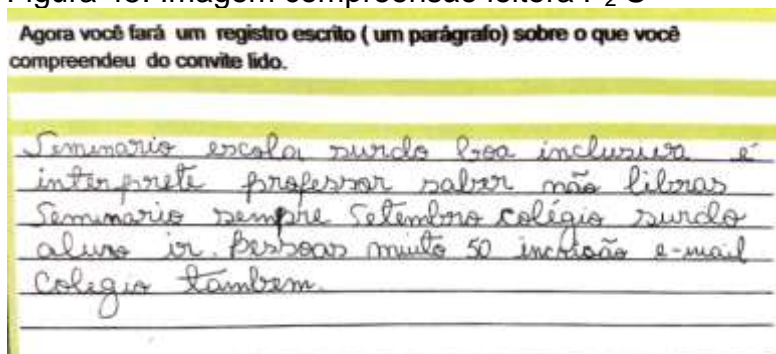 Figura 48: Imagem compreensão leitora P2 S
Agora você fará um registro escrito ( um parágrafo) sobre o que você
compreendeu do convite lido.
Seminario escola surdo boa inclusiva é
interprete professor saber não libras
Seminario sempre Setembro colégio surdo
aluno ir. Pessoas muito 50 e-mail
Colegio tambem.